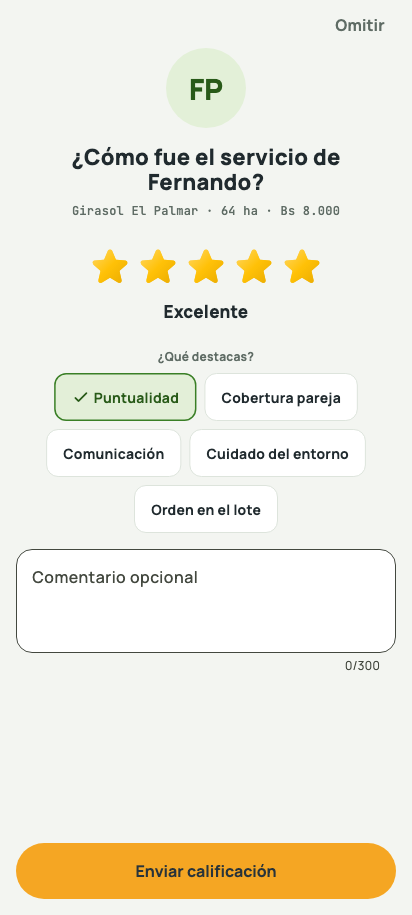 Omitir
FP
¿Cómo fue el servicio de
Fernando?
Girasol El Palmar · 64 ha · Bs 8.000
Excelente
¿Qué destacas?
Puntualidad
Cobertura pareja
Comunicación
Cuidado del entorno
Orden en el lote
Comentario opcional
0/300
Enviar calificación